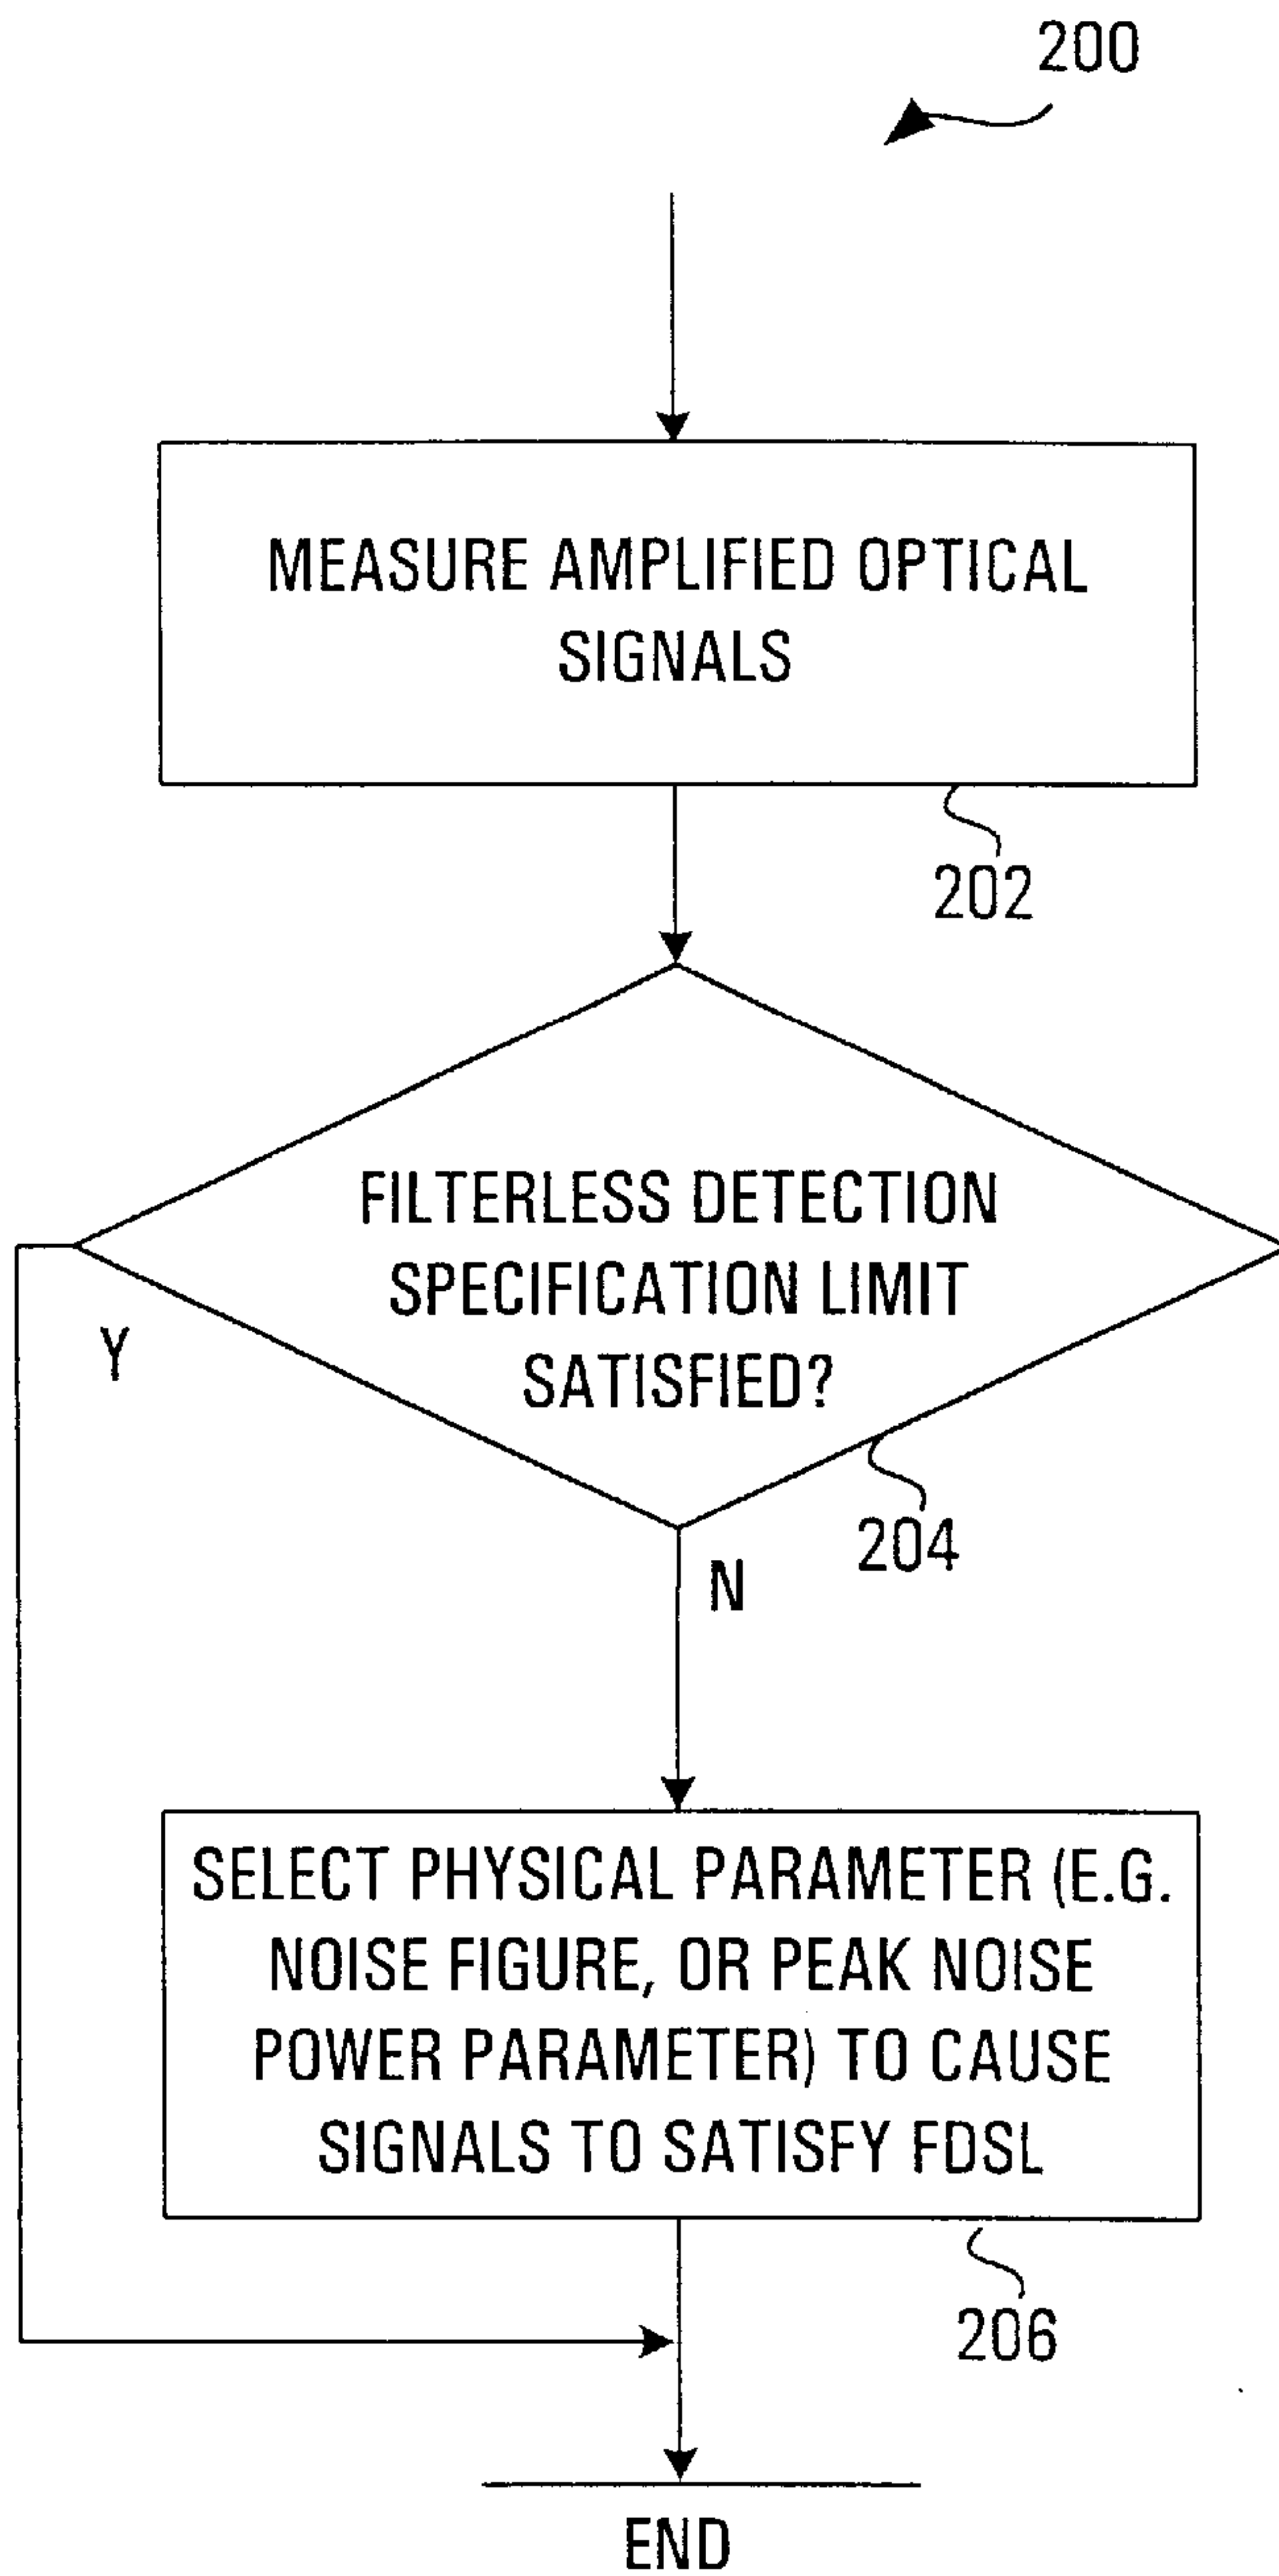 200
MEASURE AMPLIFIED OPTICAL
SIGNALS
202
FILTERLESS DETECTION
SPECIFICATION LIMIT
SATISFIED?
Y
204
N
SELECT PHYSICAL PARAMETER (E.G.
NOISE FIGURE, OR PEAK NOISE
POWER PARAMETER) TO CAUSE
SIGNALS TO SATISFY FDSL
206
END